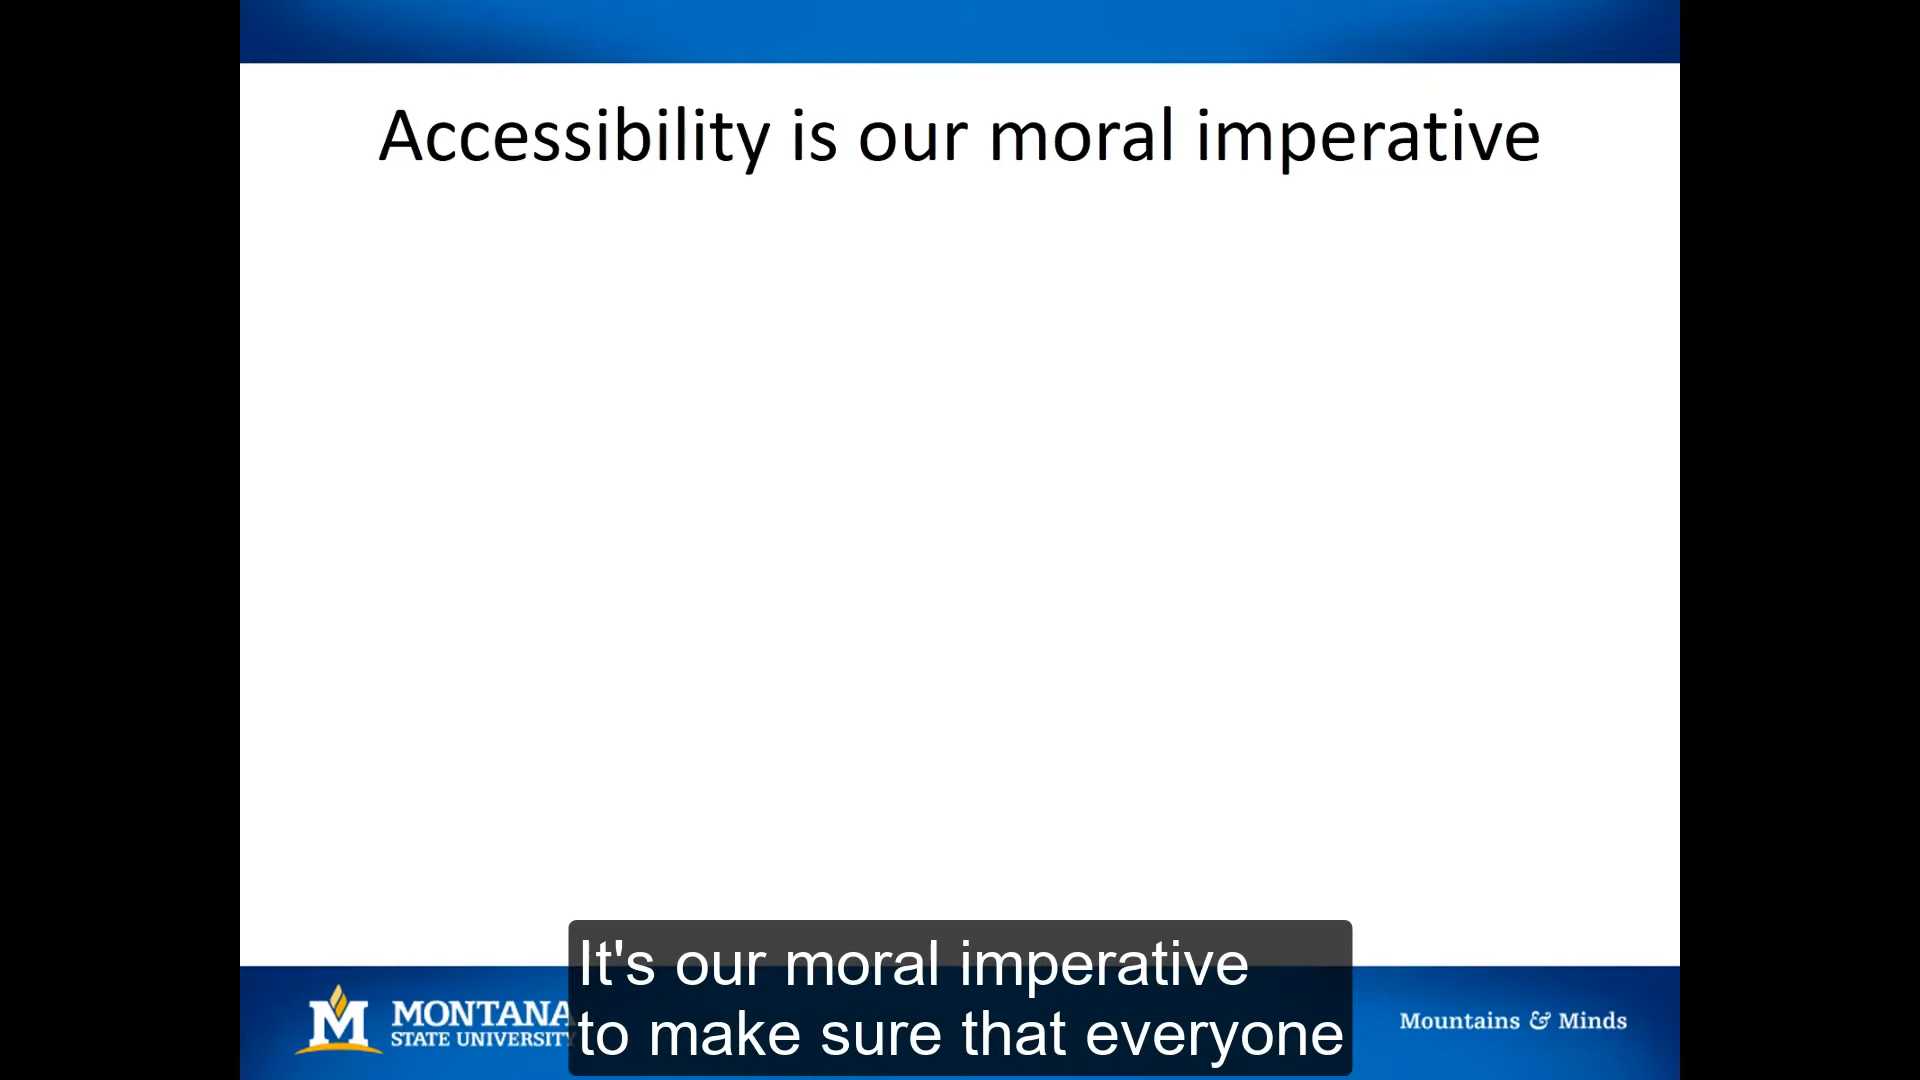 Accessibility is our moral imperative
It's our moral imperative
to make sure that everyone
MONTANA
STATE UNIVERSITY
Mountains & Minds